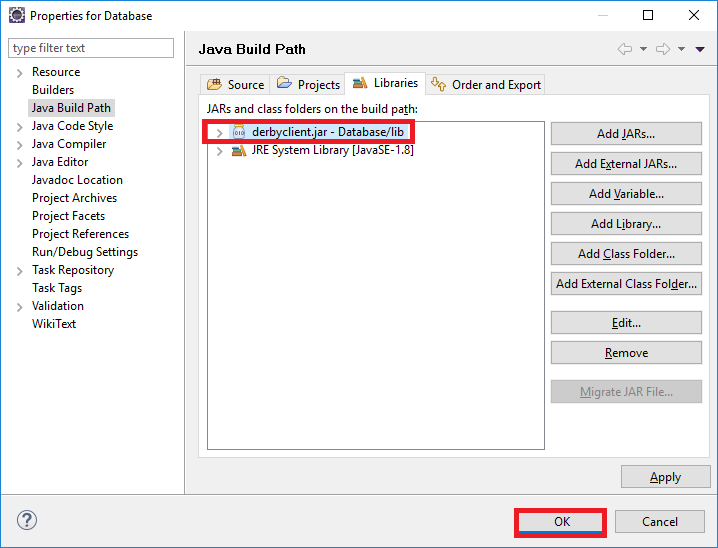 Properties for Database
type filter text
Resource
Builders
Java Build Path
Java Code Style
Java Compiler
Java Editor
Javadoc Location
Project Archives
Project Facets
Project References
Run/Debug Settings
Task Repository
Task Tags
Validation
WikiText
Java Build Path
Source
Projects
Libraries
Order and Export
JARs and class folders on the build path:
010
derbyclient.jar - Database/lib
JRE System Library [JavaSE-1.8]
Add JARs...
Add External JARs...
Add Variable...
Add Library...
Add Class Folder...
Add External Class Folder...
Edit...
Remove
Migrate JAR File...
Apply
?
OK
Cancel